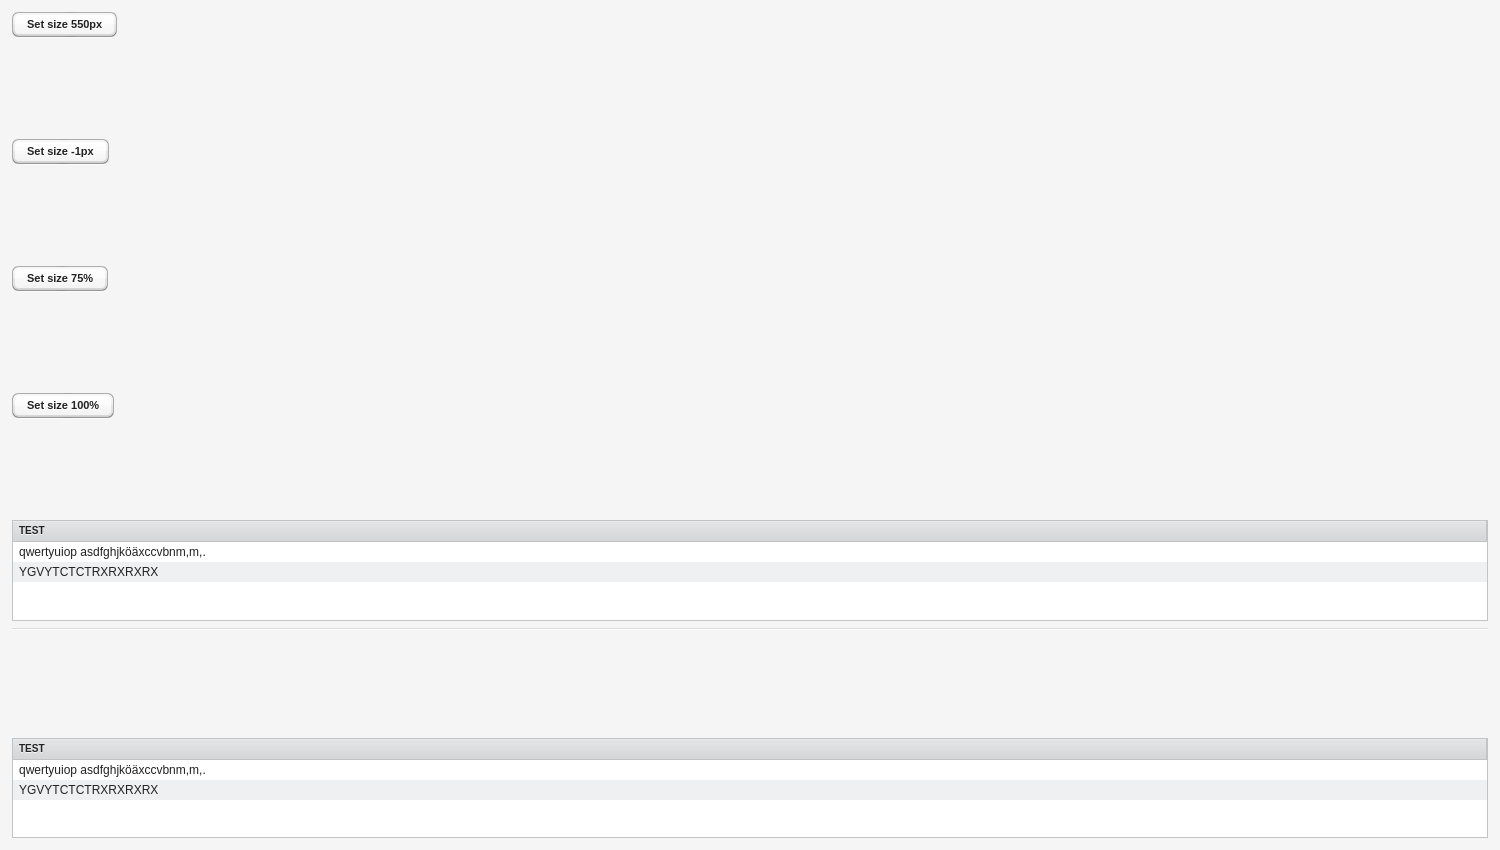 Set size 550px
Set size -1px
Set size 75%
Set size 100%
TEST
qwertyuiop asdfghjköäxccvbnm,m,.
YGVYTCTCTRXRXRXRX
TEST
qwertyuiop asdfghjköäxccvbnm,m,.
YGVYTCTCTRXRXRXRX